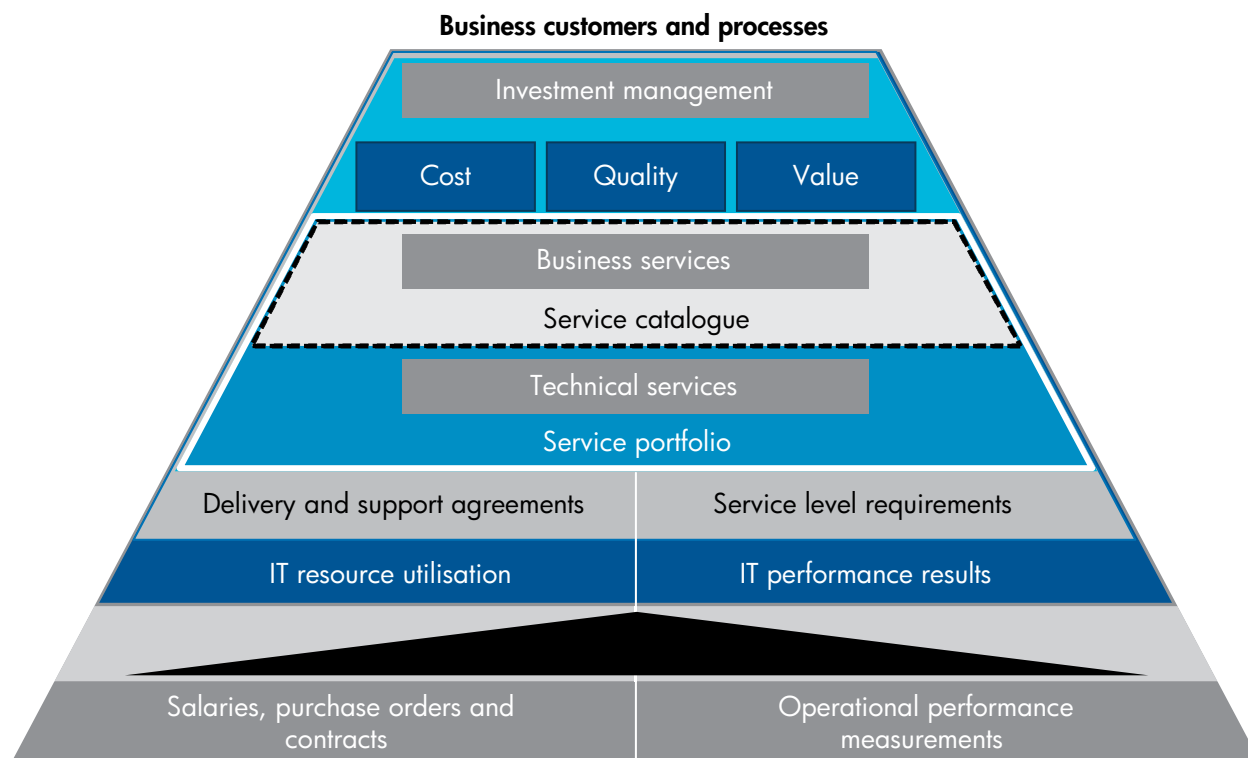 Business customers and processes
Investment management
Cost
Quality
Value
Business services
Service catalogue
Technical services
Service portfolio
Delivery and support agreements
Service level requirements
IT resource utilisation
IT performance results
Salaries, purchase orders and
contracts
Operational performance
measurements